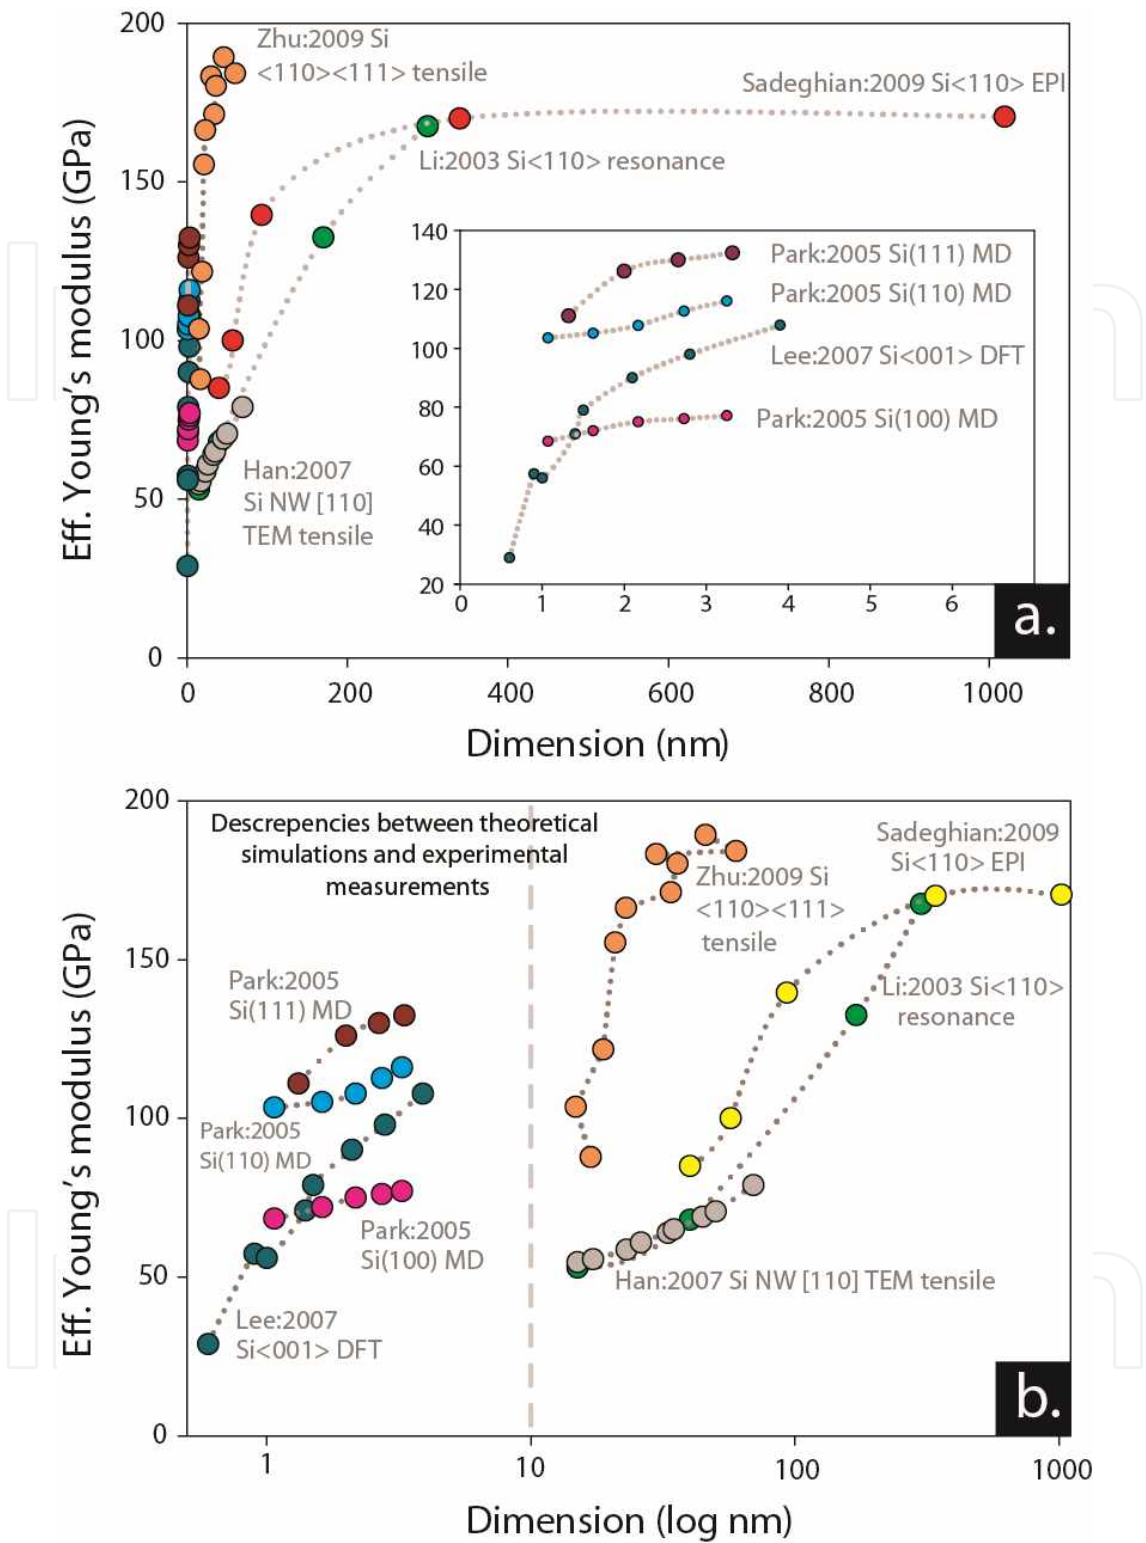 200
150
100
50
0
Eff. Young's modulus (GPa)
Zhu:2009 Si
<110><111> tensile
Sadeghian:2009 Si<110> EPI
Li:2003 Si<110> resonance
Han:2007
Si NW [110]
TEM tensile
140
120
100
80
60
40
20
Park:2005 Si(111) MD
Park:2005 Si(110) MD
Lee:2007 Si<001> DFT
Park:2005 Si(100) MD
0 1 2 3 4 5 6
a.
0 200 400 600 800 1000
Dimension (nm)
200
150
100
50
0
Eff. Young's modulus (GPa)
Descrepencies between theoretical
simulations and experimental
measurements
Sadeghian:2009
Si<110> EPI
Zhu:2009 Si
<110><111>
tensile
Park:2005
Si(111) MD
Li:2003 Si<110>
resonance
Park:2005
Si(110) MD
Park:2005
Si(100) MD
Han:2007 Si NW [110] TEM tensile
Lee:2007
Si<001> DFT
b.
1 10 100 1000
Dimension (log nm)